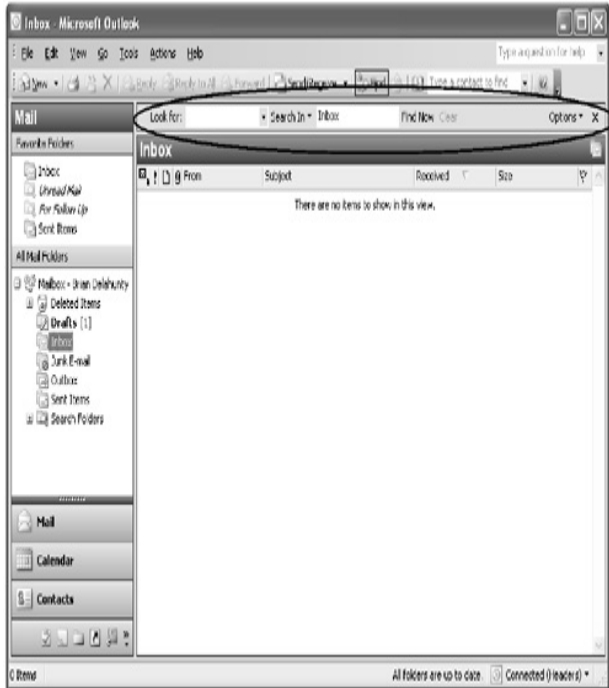 Inbox - Microsoft Outlook
File Edit View Go Tools Actions Help Type a question for help
New Reply Reply to All Forward Send/Receive Find Type a contact to find
Mail
Look for: Search In Inbox Find Now Clear Options X
Favorite Folders
Inbox
Unread Mail
For Follow Up
Sent Items
Inbox
From Subject Received Size
There are no items to show in this view.
All Mail Folders
Mailbox - Brian Delahunty
Deleted Items
Drafts [1]
Inbox
Junk E-mail
Outbox
Sent Items
Search Folders
Mail
Calendar
Contacts
0 Items All folders are up to date. Connected (Headers)